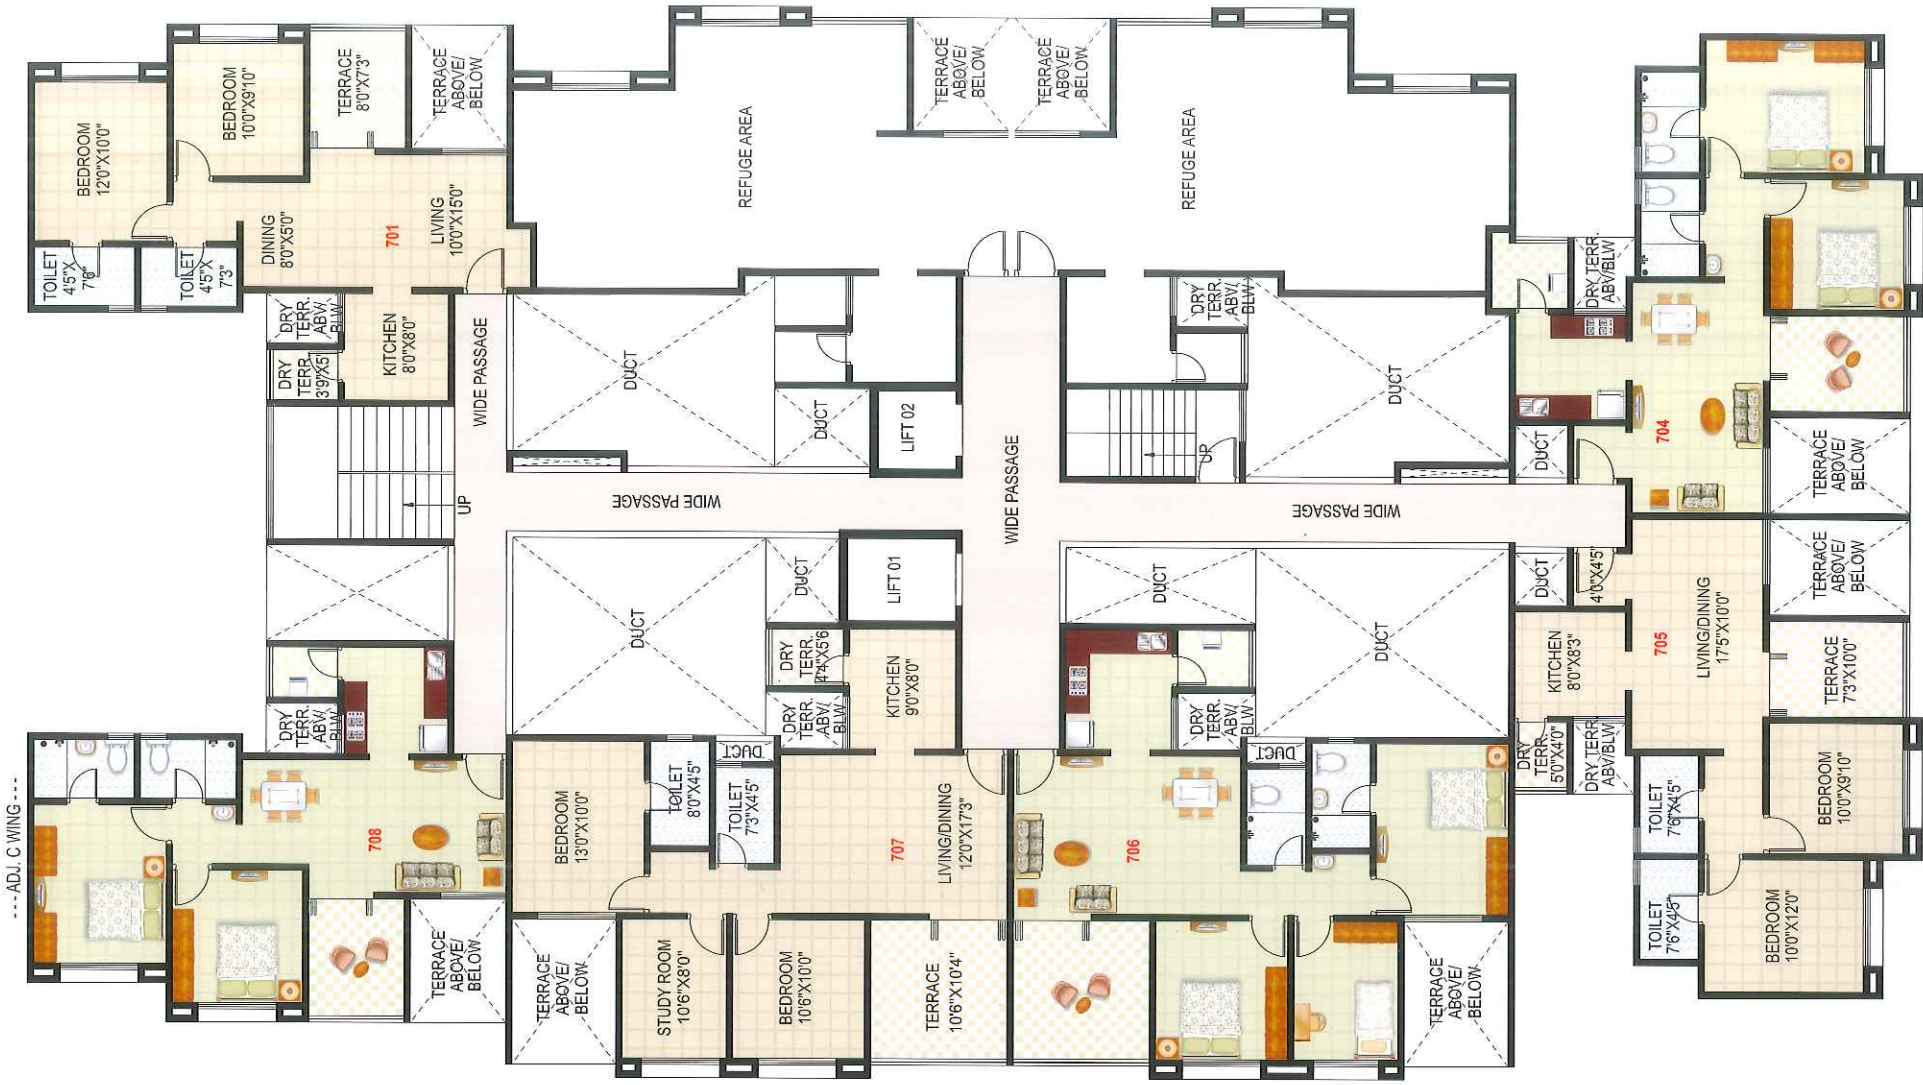 BEDROOM
12'0"X10'0"
BEDROOM
10'0"X9'10"
TERRACE
8'0"X7'3"
TERRACE
ABOVE/
BELOW
TOILET
4'5"X
7'6"
TOILET
4'5"X
7'3"
DINING
8'0"X5'0"
701
LIVING
10'0"X15'0"
DRY
TERR.
ABV/
BLW
DRY
TERR.
3'9"X5'
KITCHEN
8'0"X8'0"
WIDE PASSAGE
UP
REFUGE AREA
TERRACE
ABOVE/
BELOW
TERRACE
ABOVE/
BELOW
REFUGE AREA
DUCT
DUCT
LIFT 02
WIDE PASSAGE
WIDE PASSAGE
DRY
TERR.
ABV/
BLW
DUCT
UP
WIDE PASSAGE
DRY TERR.
ABV/BLW
704
DUCT
TERRACE
ABOVE/
BELOW
TERRACE
ABOVE/
BELOW
DUCT
4'0"X4'5"
KITCHEN
8'0"X8'3"
705
LIVING/DINING
17'5"X10'0"
TERRACE
7'3"X10'0"
DRY
TERR.
5'0"X4'0"
DRY TERR.
ABV/BLW
TOILET
7'6"X4'5"
TOILET
7'6"X4'5"
BEDROOM
10'0"X9'10"
BEDROOM
10'0"X12'0"
DUCT
DUCT
LIFT 01
DUCT
DUCT
DRY
TERR.
4'4"X5'6
DRY
TERR.
ABV/
BLW
KITCHEN
9'0"X8'0"
DRY
TERR.
ABV/
BLW
DUCT
706
TERRACE
ABOVE/
BELOW
BEDROOM
13'0"X10'0"
TOILET
8'0"X4'5"
DUCT
TOILET
7'3"X4'5"
707
LIVING/DINING
12'0"X17'3"
TERRACE
ABOVE/
BELOW
STUDY ROOM
10'6"X8'0"
BEDROOM
10'6"X10'0"
TERRACE
10'6"X10'4"
DRY
TERR.
ABV/
BLW
708
TERRACE
ABOVE/
BELOW
---ADJ. C WING---